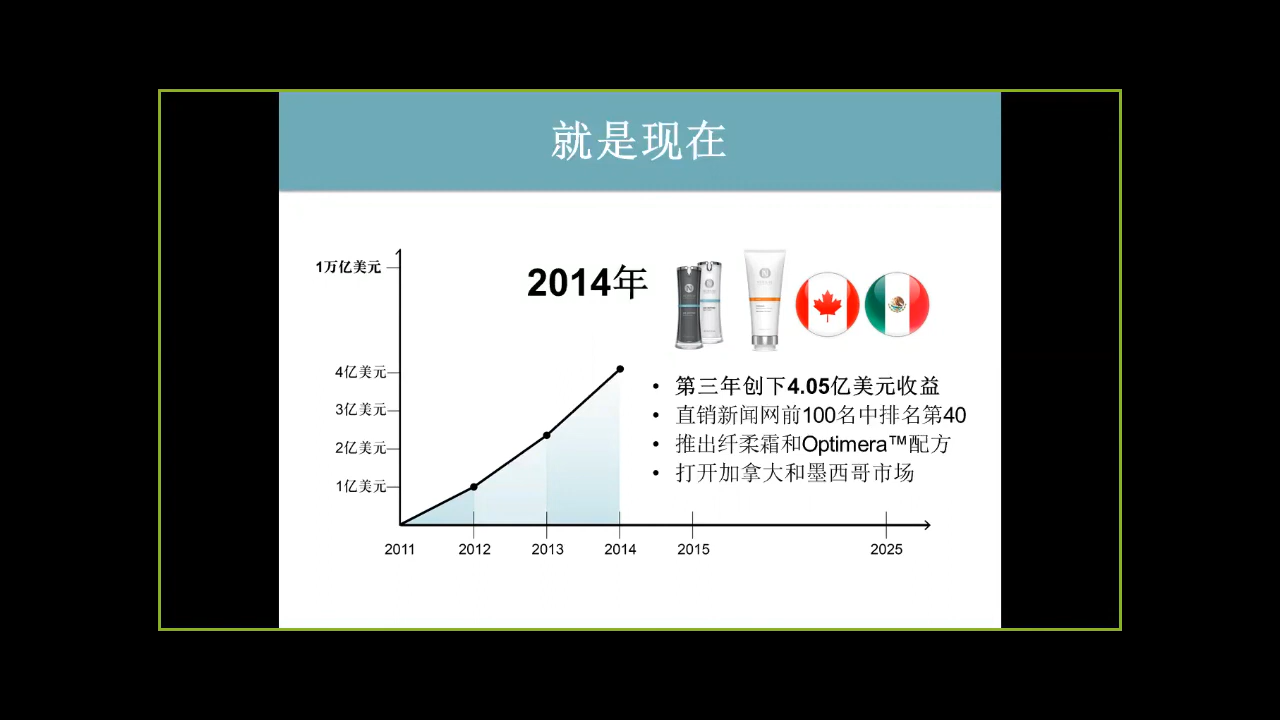 就是现在
1万亿美元
2014年
4亿美元
3亿美元
2亿美元
1亿美元
• 第三年创下4.05亿美元收益
• 直销新闻网前100名中排名第40
• 推出纤柔霜和Optimera™配方
• 打开加拿大和墨西哥市场
2011 2012 2013 2014 2015 2025